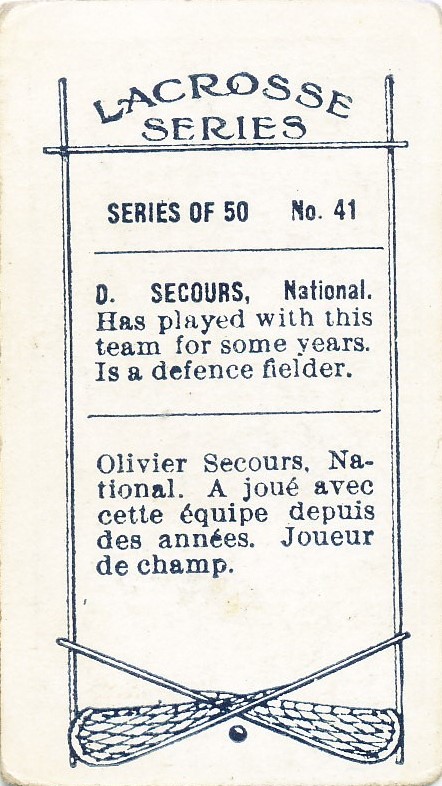 LACROSSE
SERIES
SERIES OF 50 No. 41
O. SECOURS, National.
Has played with this
team for some years.
Is a defence fielder.
Olivier Secours, Na-
tional. A joué avec
cette équipe depuis
des années. Joueur
de champ.